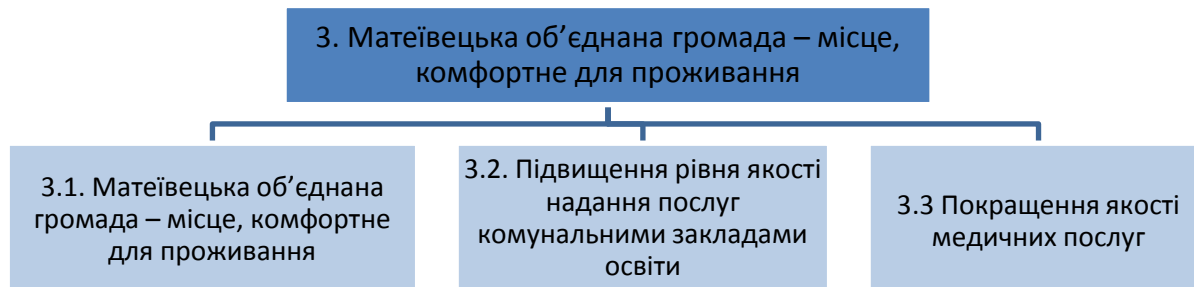 3. Матеївецька об’єднана громада – місце,
комфортне для проживання
3.1. Матеївецька об’єднана
громада – місце, комфортне
для проживання
3.2. Підвищення рівня якості
надання послуг
комунальними закладами
освіти
3.3 Покращення якості
медичних послуг